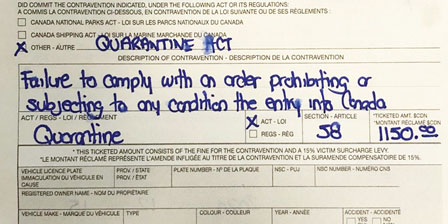 DID COMMIT THE CONTRAVENTION INDICATED, UNDER THE FOLLOWING ACT OR ITS REGULATIONS:
A COMMIS LA CONTRAVENTION CI-DESSOUS, EN CONTRAVENTION DE LA LOI SUIVANTE OU DE SES RÈGLEMENTS :
CANADA NATIONAL PARKS ACT - LOI SUR LES PARCS NATIONAUX DU CANADA
CANADA SHIPPING ACT LOI SUR LA MARINE MARCHANDE DU CANADA
X OTHER - AUTRE QUARANTINE ACT
DESCRIPTION OF CONTRAVENTION - DESCRIPTION DE LA CONTRAVENTION
Failure to comply with an order prohibiting or
subjecting to any condition the entry into Canada
ACT / REGS - LOI / RÈGLEMENT X ACT - LOI SECTION - ARTICLE *TICKETED AMT. $CDN
*MONTANT RÉCLAMÉ $CDN
Quarantine REGS - RÉG 58 1150.00
* THIS TICKETED AMOUNT CONSISTS OF THE FINE FOR THE CONTRAVENTION AND A 15% VICTIM SURCHARGE LEVY.
*LE MONTANT RÉCLAMÉ REPRÉSENTE L'AMENDE INFLIGÉE AU TITRE DE LA CONTRAVENTION ET LA SURAMENDE COMPENSATOIRE DE 15%.
VEHICLE LICENCE PLATE PROV. / STATE PLATE NUMBER - Nº DE LA PLAQUE NSC - PUJ NSC NUMBER - NUMÉRO CNS
IMMATRICULATION DU VÉHICULE EN PROV. / ÉTAT
CAUSE
REGISTERED OWNER NAME - NOM DU PROPRIÉTAIRE
VEHICLE MAKE - MARQUE DU VÉHICULE TYPE COLOUR - COULEUR YEAR - ANNÉE ACCIDENT - ACCIDENT
YES NO